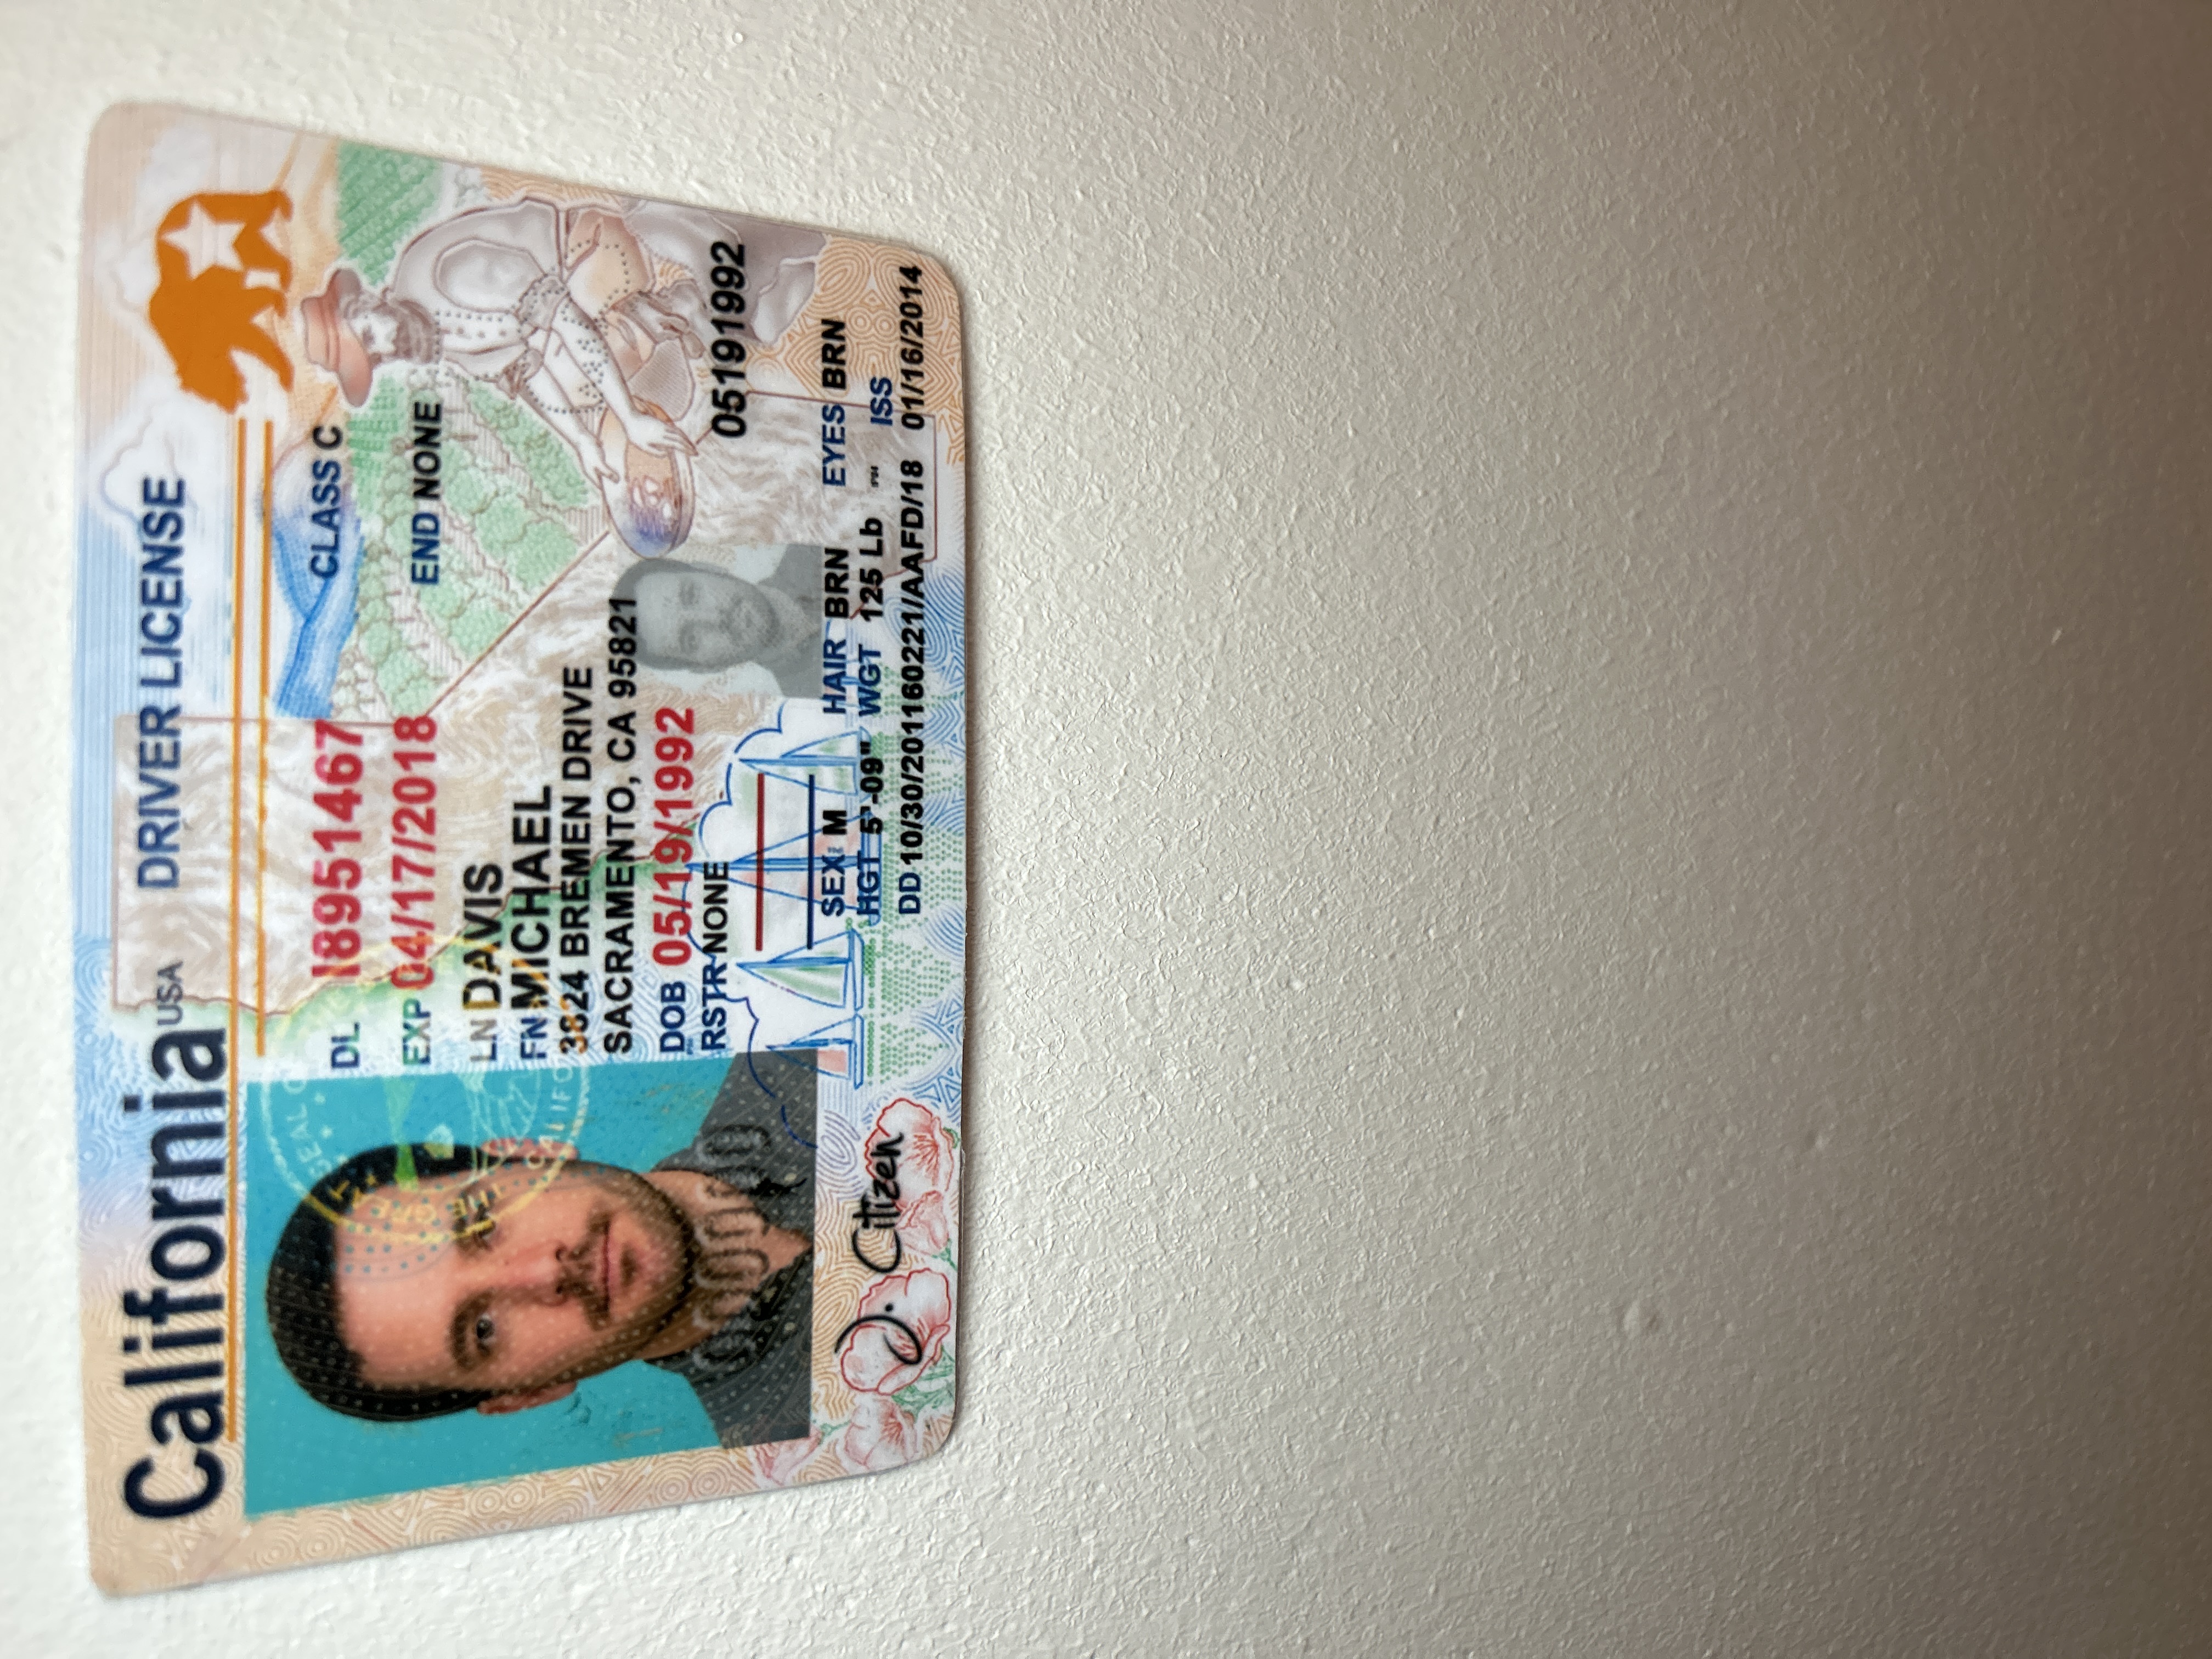 California USA DRIVER LICENSE
DL I8951467 CLASS C
EXP 04/17/2018 END NONE
LN DAVIS
FN MICHAEL
3824 BREMEN DRIVE
SACRAMENTO, CA 95821
DOB 05/19/1992
RSTR NONE 05191992
SEX M HAIR BRN EYES BRN
HGT 5'-09" WGT 125 Lb ISS
DD 10/30/201160221/AAFD/18 01/16/2014
J. Citizen